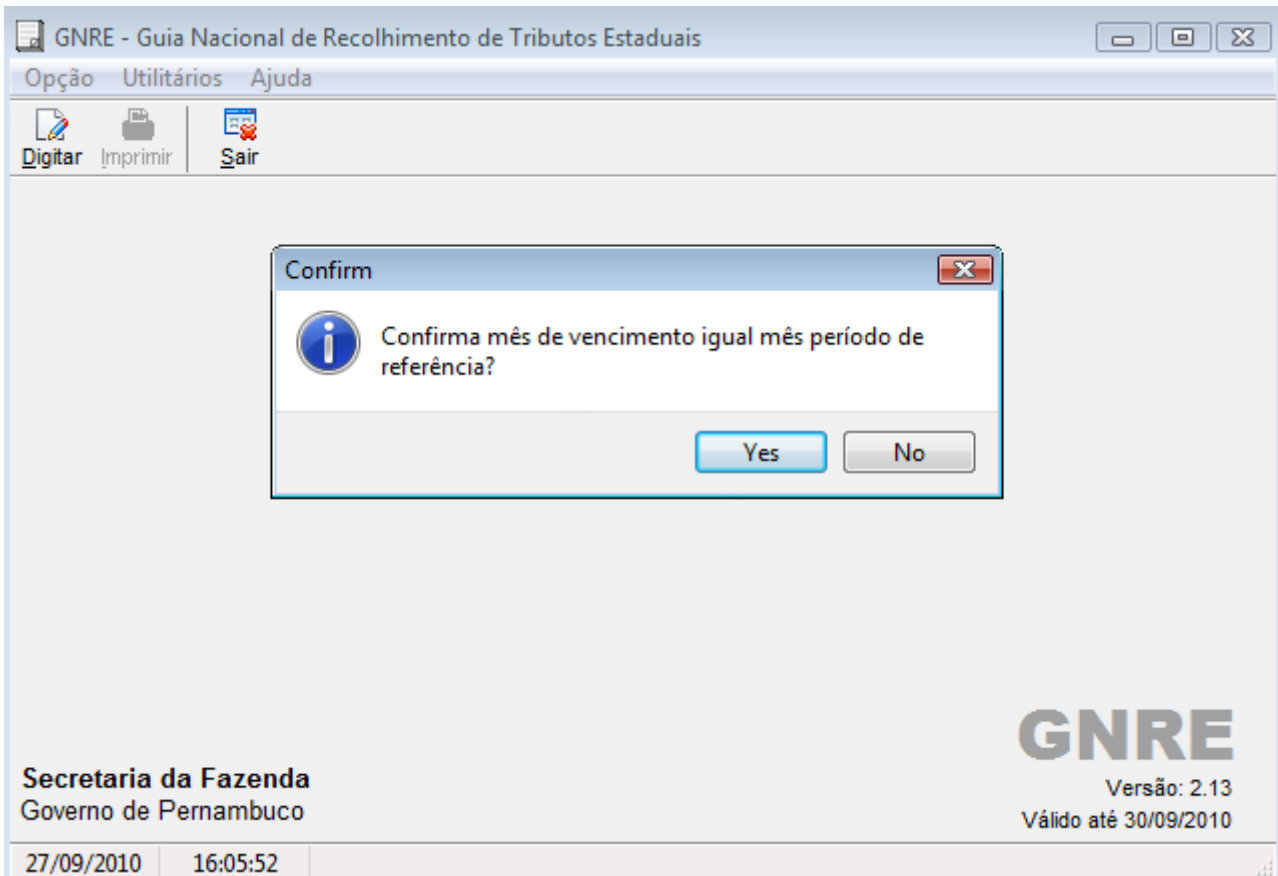 GNRE - Guia Nacional de Recolhimento de Tributos Estaduais
Opção Utilitários Ajuda
Digitar Imprimir Sair
Confirm
Confirma mês de vencimento igual mês período de
referência?
Yes No
GNRE
Secretaria da Fazenda
Versão: 2.13
Governo de Pernambuco
Válido até 30/09/2010
27/09/2010 16:05:52